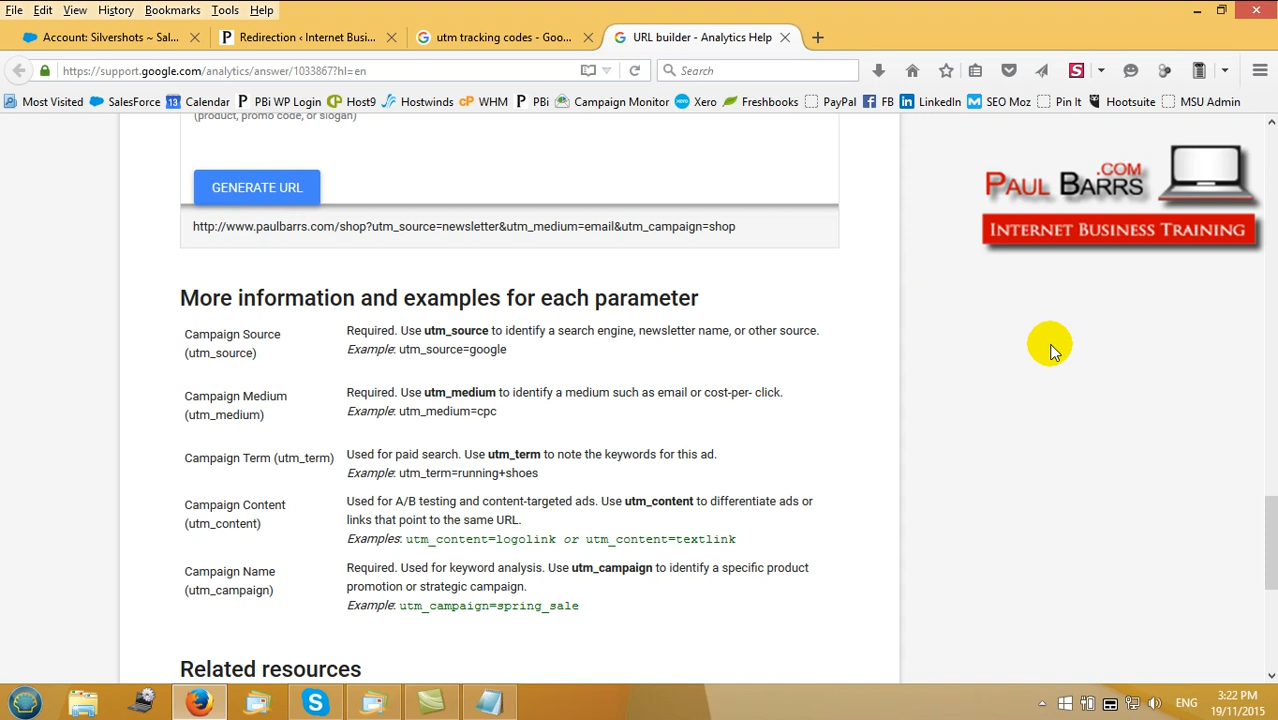 File Edit View History Bookmarks Tools Help
Account: Silvershots ~ Sal...
Redirection ‹ Internet Busi...
utm tracking codes - Goo...
URL builder - Analytics Help
https://support.google.com/analytics/answer/1033867?hl=en
Search
Most Visited SalesForce 13 Calendar PBi WP Login Host9 Hostwinds WHM PBi Campaign Monitor Xero Freshbooks PayPal FB LinkedIn SEO Moz Pin It Hootsuite MSU Admin
(product, promo code, or slogan)
GENERATE URL
http://www.paulbarrs.com/shop?utm_source=newsletter&utm_medium=email&utm_campaign=shop
PAUL BARRS .COM
INTERNET BUSINESS TRAINING
More information and examples for each parameter
Campaign Source
(utm_source)
Required. Use utm_source to identify a search engine, newsletter name, or other source.
Example: utm_source=google
Campaign Medium
(utm_medium)
Required. Use utm_medium to identify a medium such as email or cost-per- click.
Example: utm_medium=cpc
Campaign Term (utm_term)
Used for paid search. Use utm_term to note the keywords for this ad.
Example: utm_term=running+shoes
Campaign Content
(utm_content)
Used for A/B testing and content-targeted ads. Use utm_content to differentiate ads or
links that point to the same URL.
Examples: utm_content=logolink or utm_content=textlink
Campaign Name
(utm_campaign)
Required. Used for keyword analysis. Use utm_campaign to identify a specific product
promotion or strategic campaign.
Example: utm_campaign=spring_sale
Related resources
ENG
3:22 PM
19/11/2015